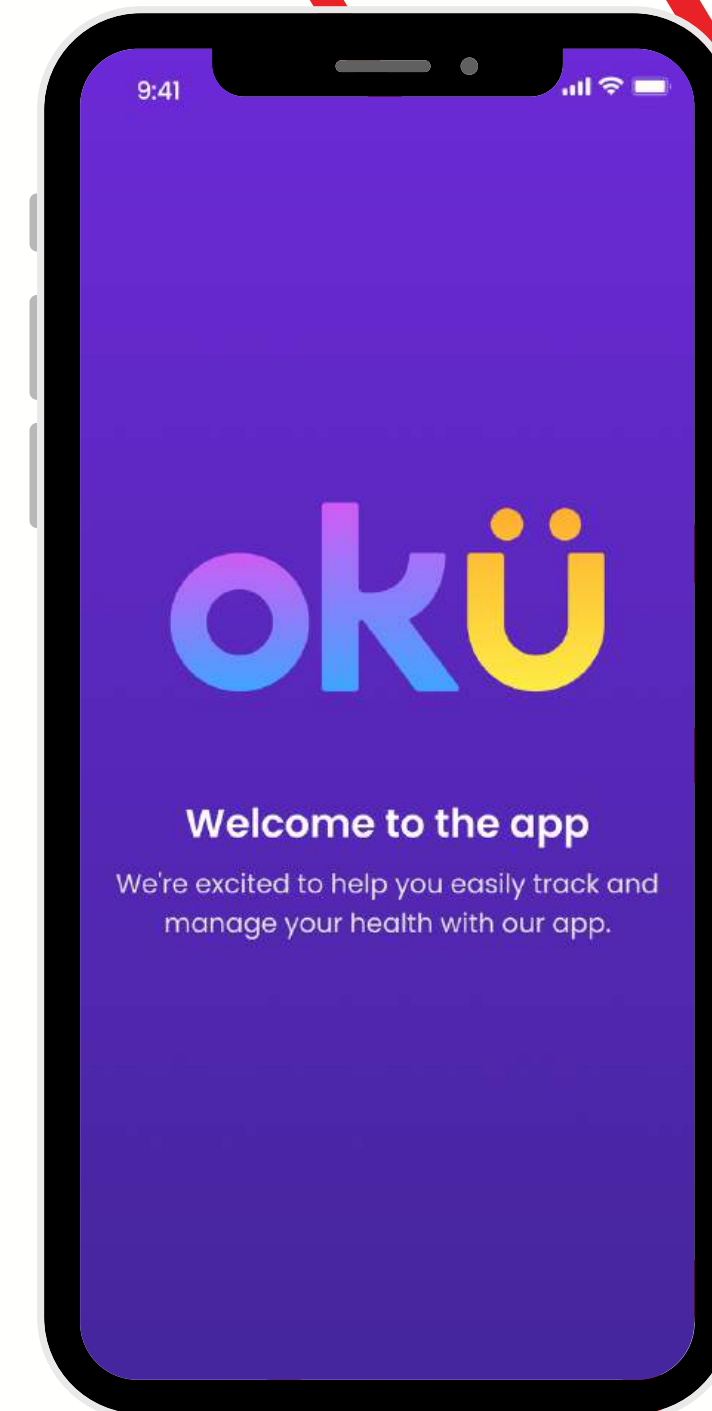 9:41
okü
Welcome to the app
We're excited to help you easily track and
manage your health with our app.